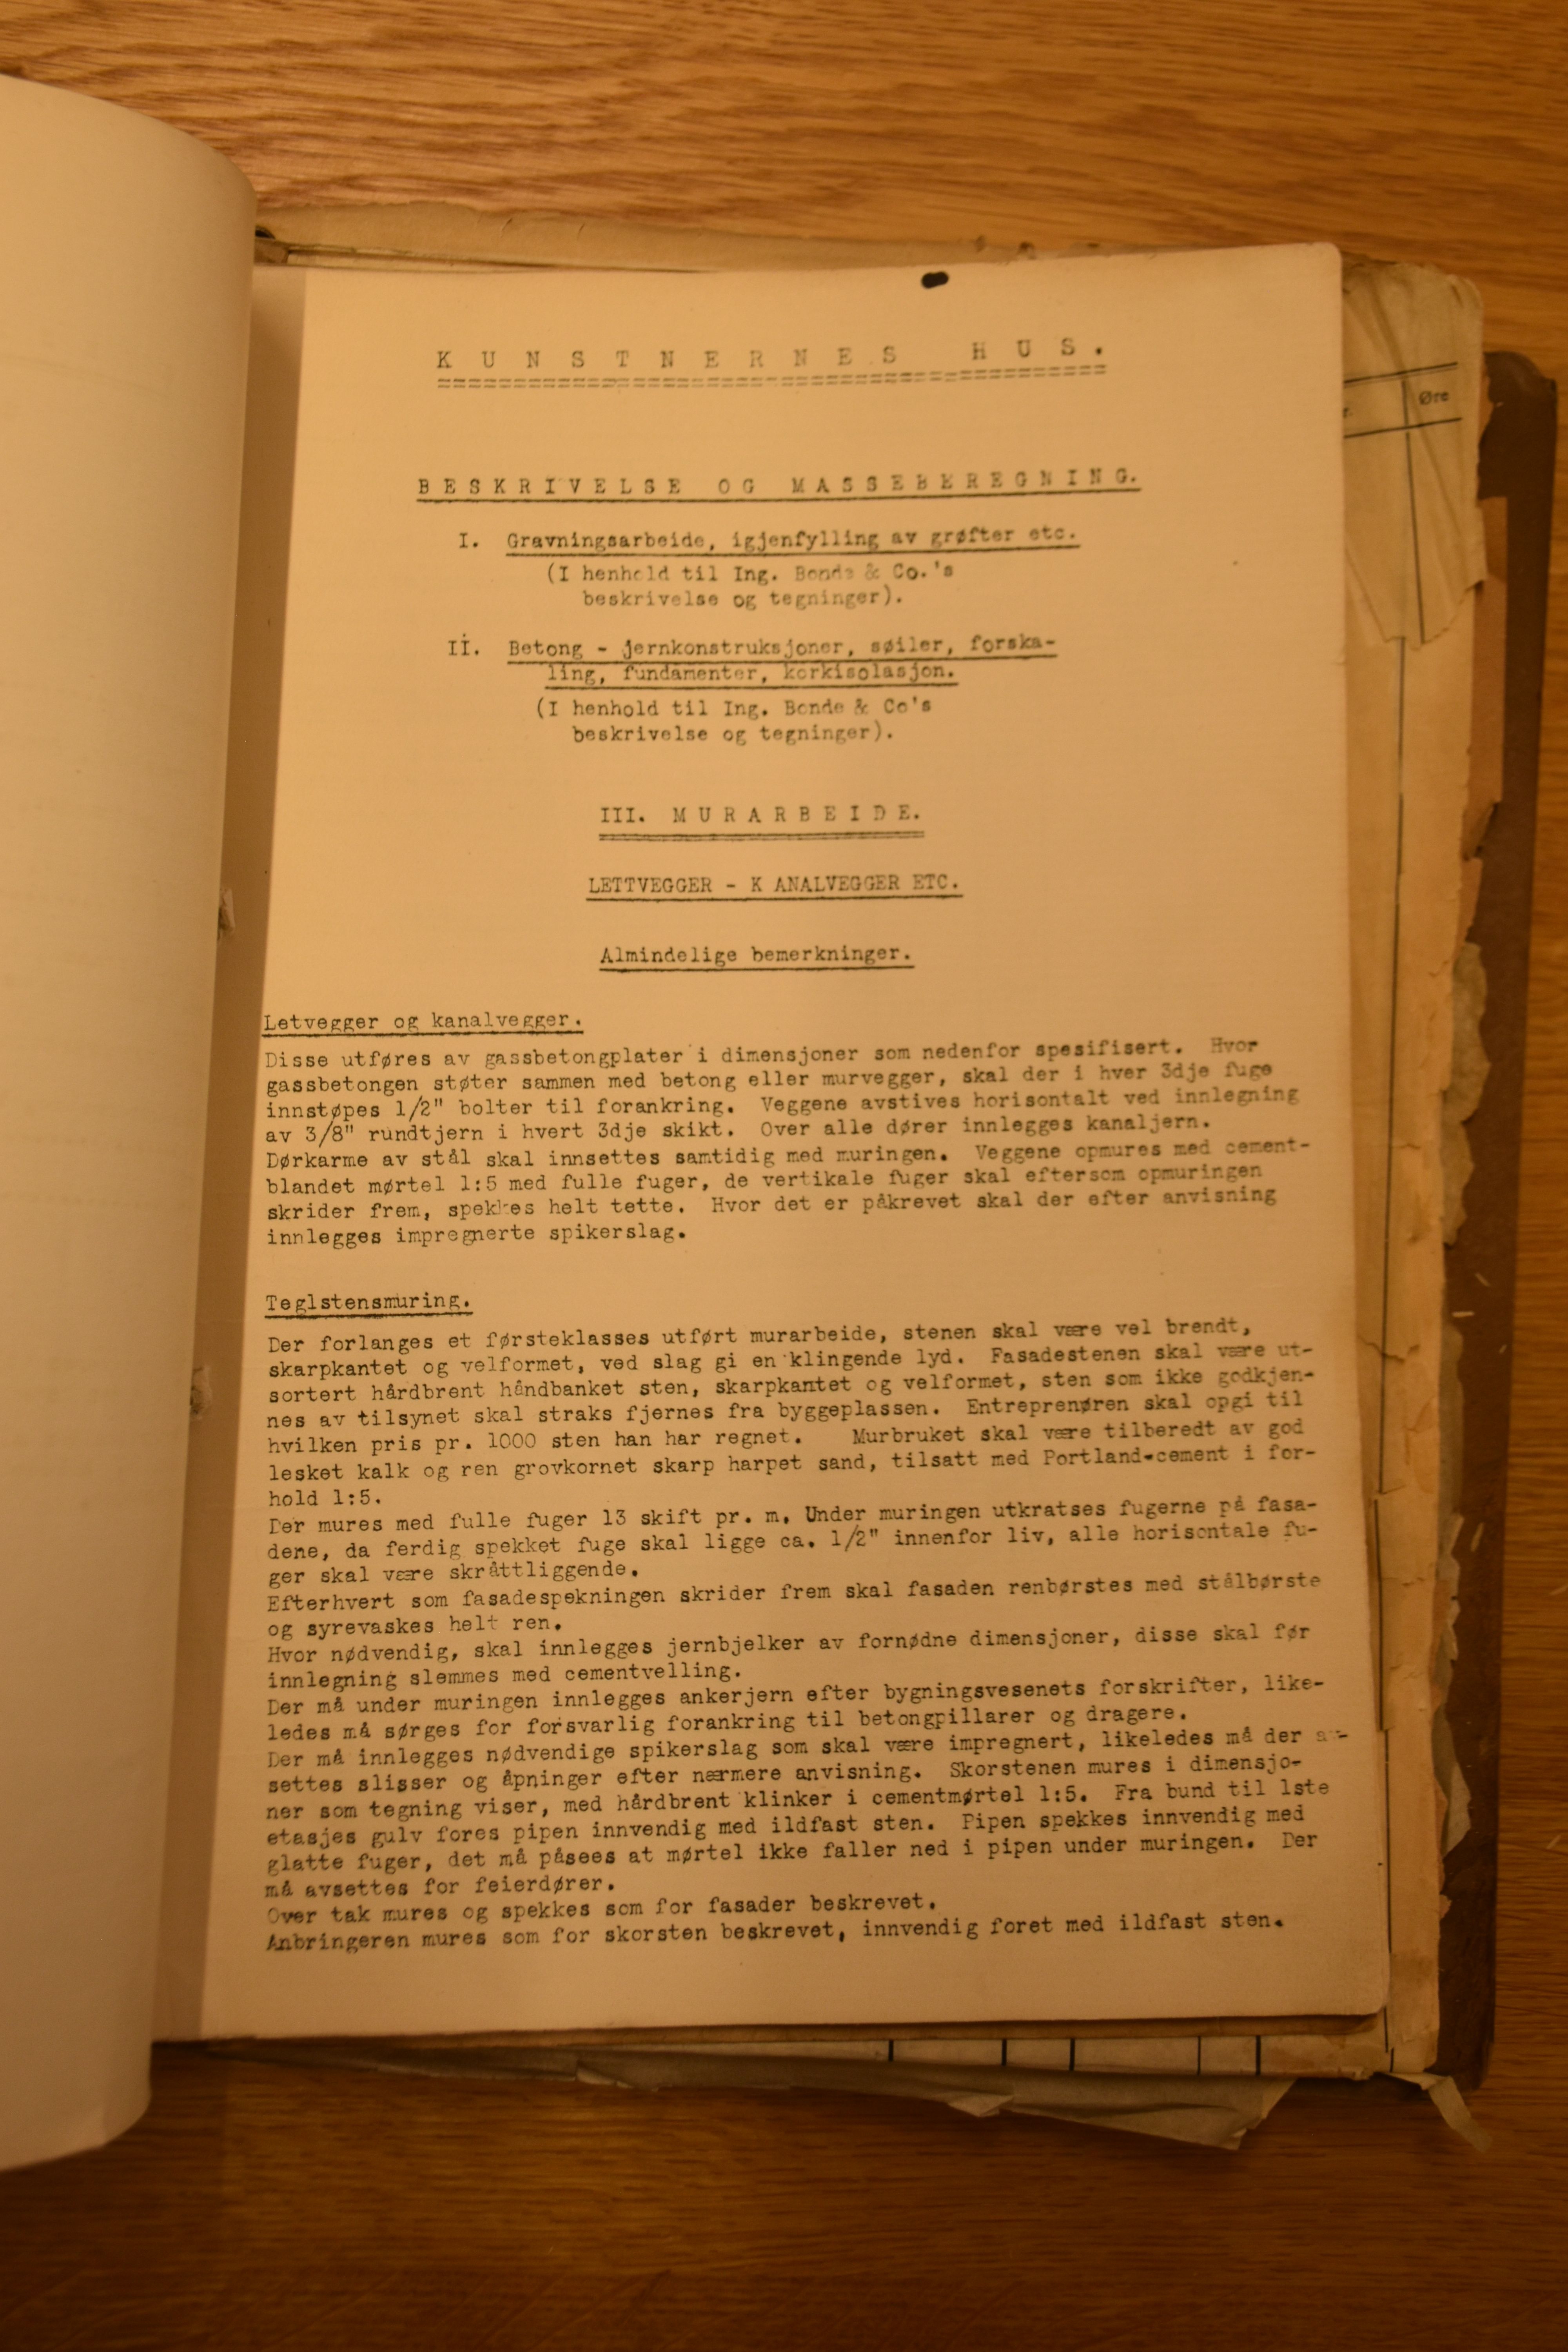 KUNSTNERNES HUS.
BESKRIVELSE OG MASSEBEREGNING.
I. Gravningsarbeide, igjenfylling av grøfter etc.
(I henhold til Ing. Bonde & Co.'s
beskrivelse og tegninger).
II. Betong - jernkonstruksjoner, søiler, forska-
ling, fundamenter, korkisolasjon.
(I henhold til Ing. Bonde & Co's
beskrivelse og tegninger).
III. MURARBEIDE.
LETTVEGGER - K ANALVEGGER ETC.
Almindelige bemerkninger.
Letvegger og kanalvegger.
Disse utføres av gassbetongplater i dimensjoner som nedenfor spesifisert. Hvor
gassbetongen støter sammen med betong eller murvegger, skal der i hver 3dje fuge
innstøpes 1/2" bolter til forankring. Veggene avstives horisontalt ved innlegning
av 3/8" rundtjern i hvert 3dje skikt. Over alle dører innlegges kanaljern.
Dørkarme av stål skal innsettes samtidig med muringen. Veggene opmures med cement-
blandet mørtel 1:5 med fulle fuger, de vertikale fuger skal eftersom opmuringen
skrider frem, spekkes helt tette. Hvor det er påkrevet skal der efter anvisning
innlegges impregnerte spikerslag.
Teglstensmuring.
Der forlanges et førsteklasses utført murarbeide, stenen skal være vel brendt,
skarpkantet og velformet, ved slag gi en klingende lyd. Fasadestenen skal være ut-
sortert hårdbrent håndbanket sten, skarpkantet og velformet, sten som ikke godkjen-
nes av tilsynet skal straks fjernes fra byggeplassen. Entreprenøren skal opgi til
hvilken pris pr. 1000 sten han har regnet. Murbruket skal være tilberedt av god
lesket kalk og ren grovkornet skarp harpet sand, tilsatt med Portland-cement i for-
hold 1:5.
Der mures med fulle fuger 13 skift pr. m. Under muringen utkratses fugerne på fasa-
dene, da ferdig spekket fuge skal ligge ca. 1/2" innenfor liv, alle horisontale fu-
ger skal være skråttliggende.
Efterhvert som fasadespekningen skrider frem skal fasaden renbørstes med stålbørste
og syrevaskes helt ren.
Hvor nødvendig, skal innlegges jernbjelker av fornødne dimensjoner, disse skal før
innlegning slemmes med cementvelling.
Der må under muringen innlegges ankerjern efter bygningsvesenets forskrifter, like-
ledes må sørges for forsvarlig forankring til betongpillarer og dragere.
Der må innlegges nødvendige spikerslag som skal være impregnert, likeledes må der av-
settes slisser og åpninger efter nærmere anvisning. Skorstenen mures i dimensjo-
ner som tegning viser, med hårdbrent klinker i cementmørtel 1:5. Fra bund til 1ste
etasjes gulv fores pipen innvendig med ildfast sten. Pipen spekkes innvendig med
glatte fuger, det må påsees at mørtel ikke faller ned i pipen under muringen. Der
må avsettes for feierdører.
Over tak mures og spekkes som for fasader beskrevet.
Anbringeren mures som for skorsten beskrevet, innvendig foret med ildfast sten.
Øre